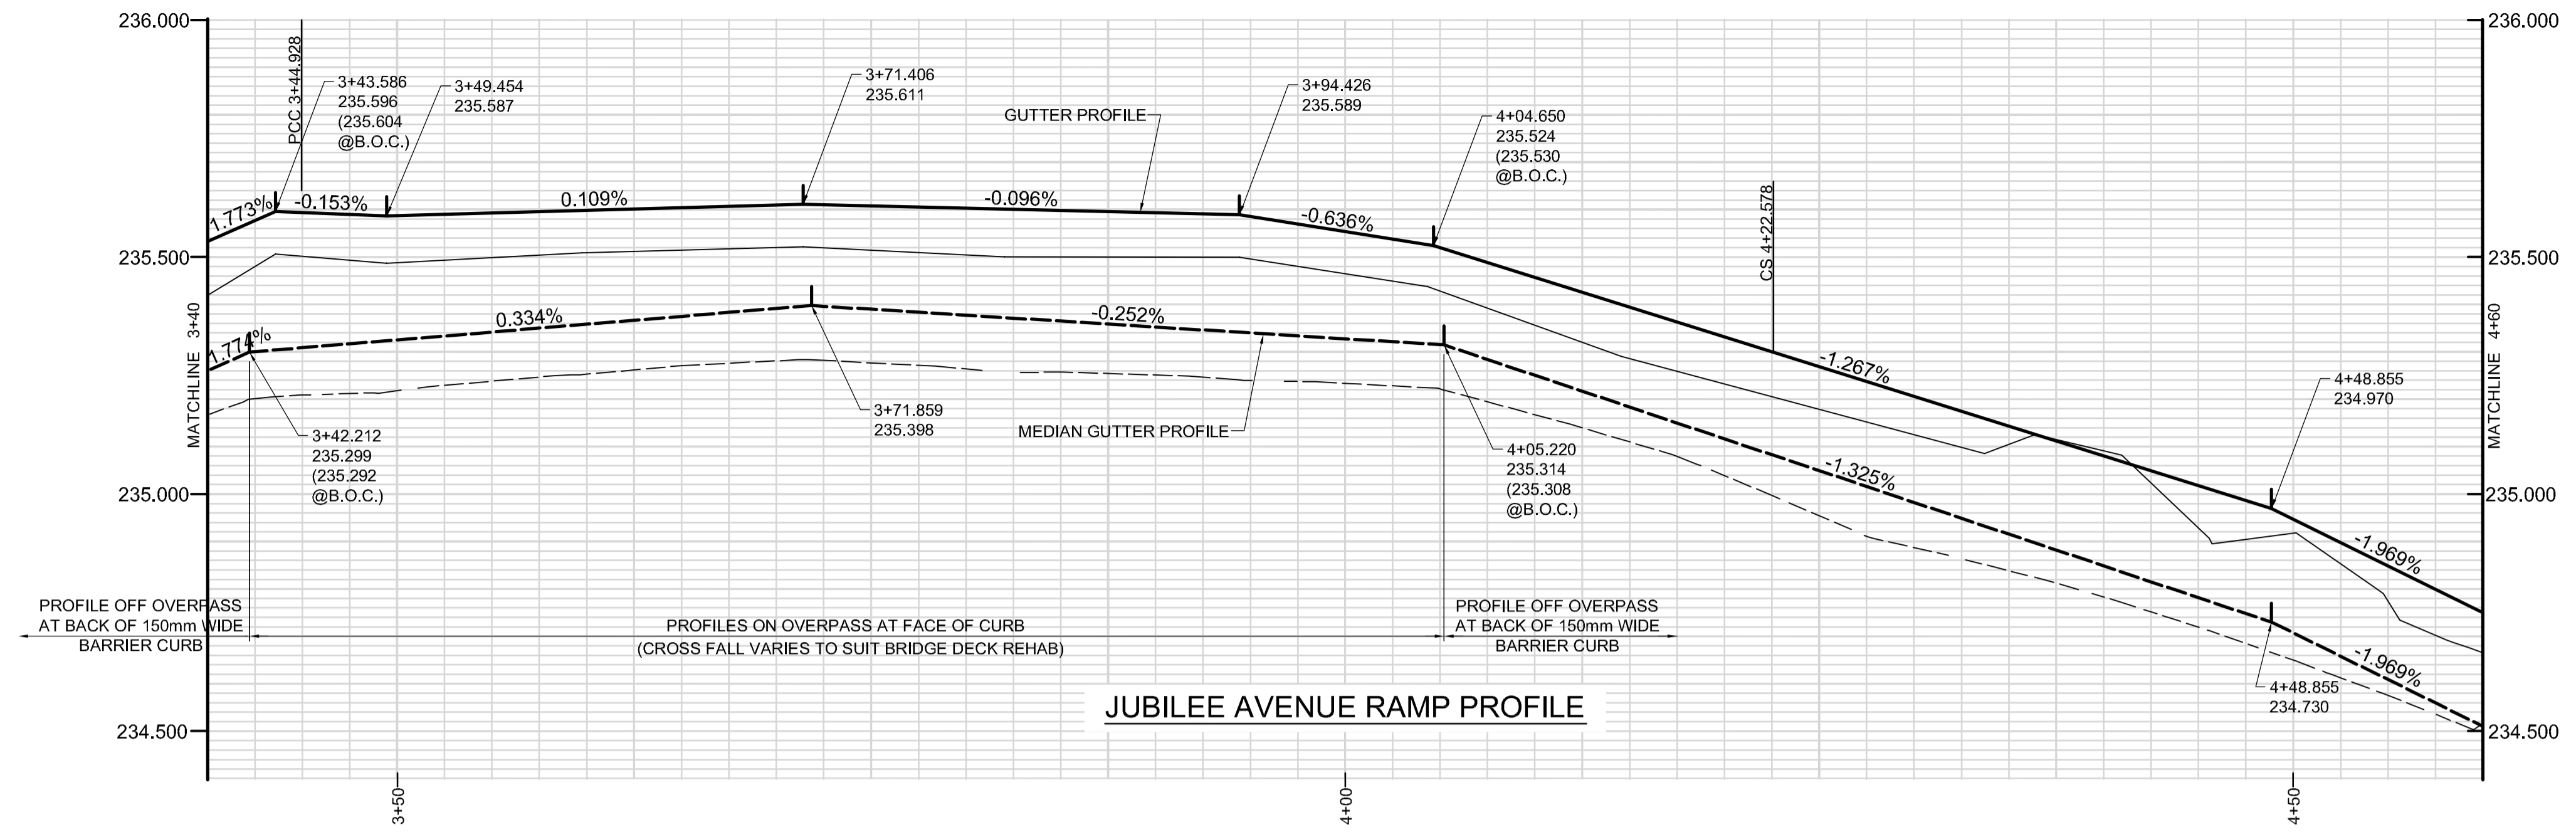 236.000
236.000
PCC 3+44.928
3+43.586
235.596
(235.604
@B.O.C.)
3+49.454
235.587
3+71.406
235.611
GUTTER PROFILE
3+94.426
235.589
4+04.650
235.524
(235.530
@B.O.C.)
CS 4+22.578
1.773%
-0.153%
0.109%
-0.096%
-0.636%
-1.267%
235.500
235.500
MATCHLINE 3+40
MATCHLINE 4+60
1.774%
0.334%
-0.252%
-1.325%
4+48.855
234.970
3+42.212
235.299
(235.292
@B.O.C.)
3+71.859
235.398
MEDIAN GUTTER PROFILE
4+05.220
235.314
(235.308
@B.O.C.)
235.000
235.000
-1.969%
-1.969%
PROFILE OFF OVERPASS
AT BACK OF 150mm WIDE
BARRIER CURB
PROFILES ON OVERPASS AT FACE OF CURB
(CROSS FALL VARIES TO SUIT BRIDGE DECK REHAB)
PROFILE OFF OVERPASS
AT BACK OF 150mm WIDE
BARRIER CURB
4+48.855
234.730
JUBILEE AVENUE RAMP PROFILE
234.500
234.500
3+50
4+00
4+50